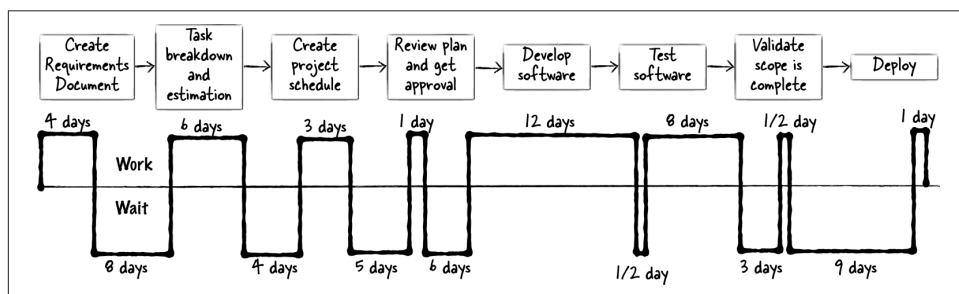 Create
Requirements
Document
Task
breakdown
and
estimation
Create
project
schedule
Review plan
and get
approval
Develop
software
Test
software
Validate
scope is
complete
Deploy
4 days
6 days
3 days
1 day
12 days
8 days
1/2 day
1 day
Work
Wait
8 days
4 days
5 days
6 days
1/2 day
3 days
9 days